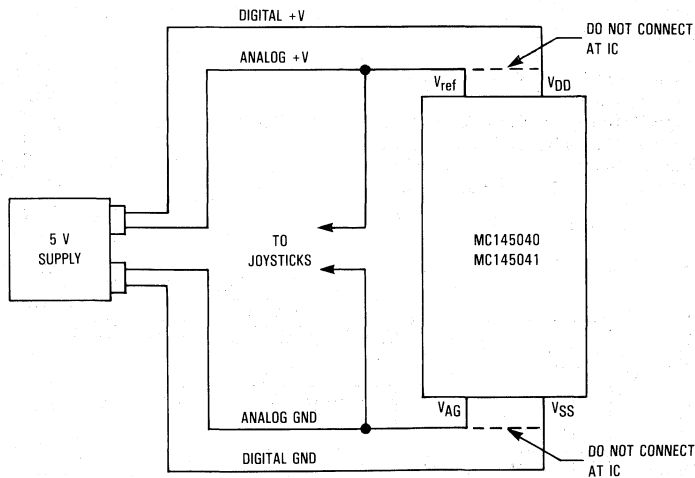 DIGITAL +V
DO NOT CONNECT
AT IC
ANALOG +V
Vref
VDD
5 V
SUPPLY
TO
JOYSTICKS
MC145040
MC145041
VAG
VSS
ANALOG GND
DO NOT CONNECT
AT IC
DIGITAL GND